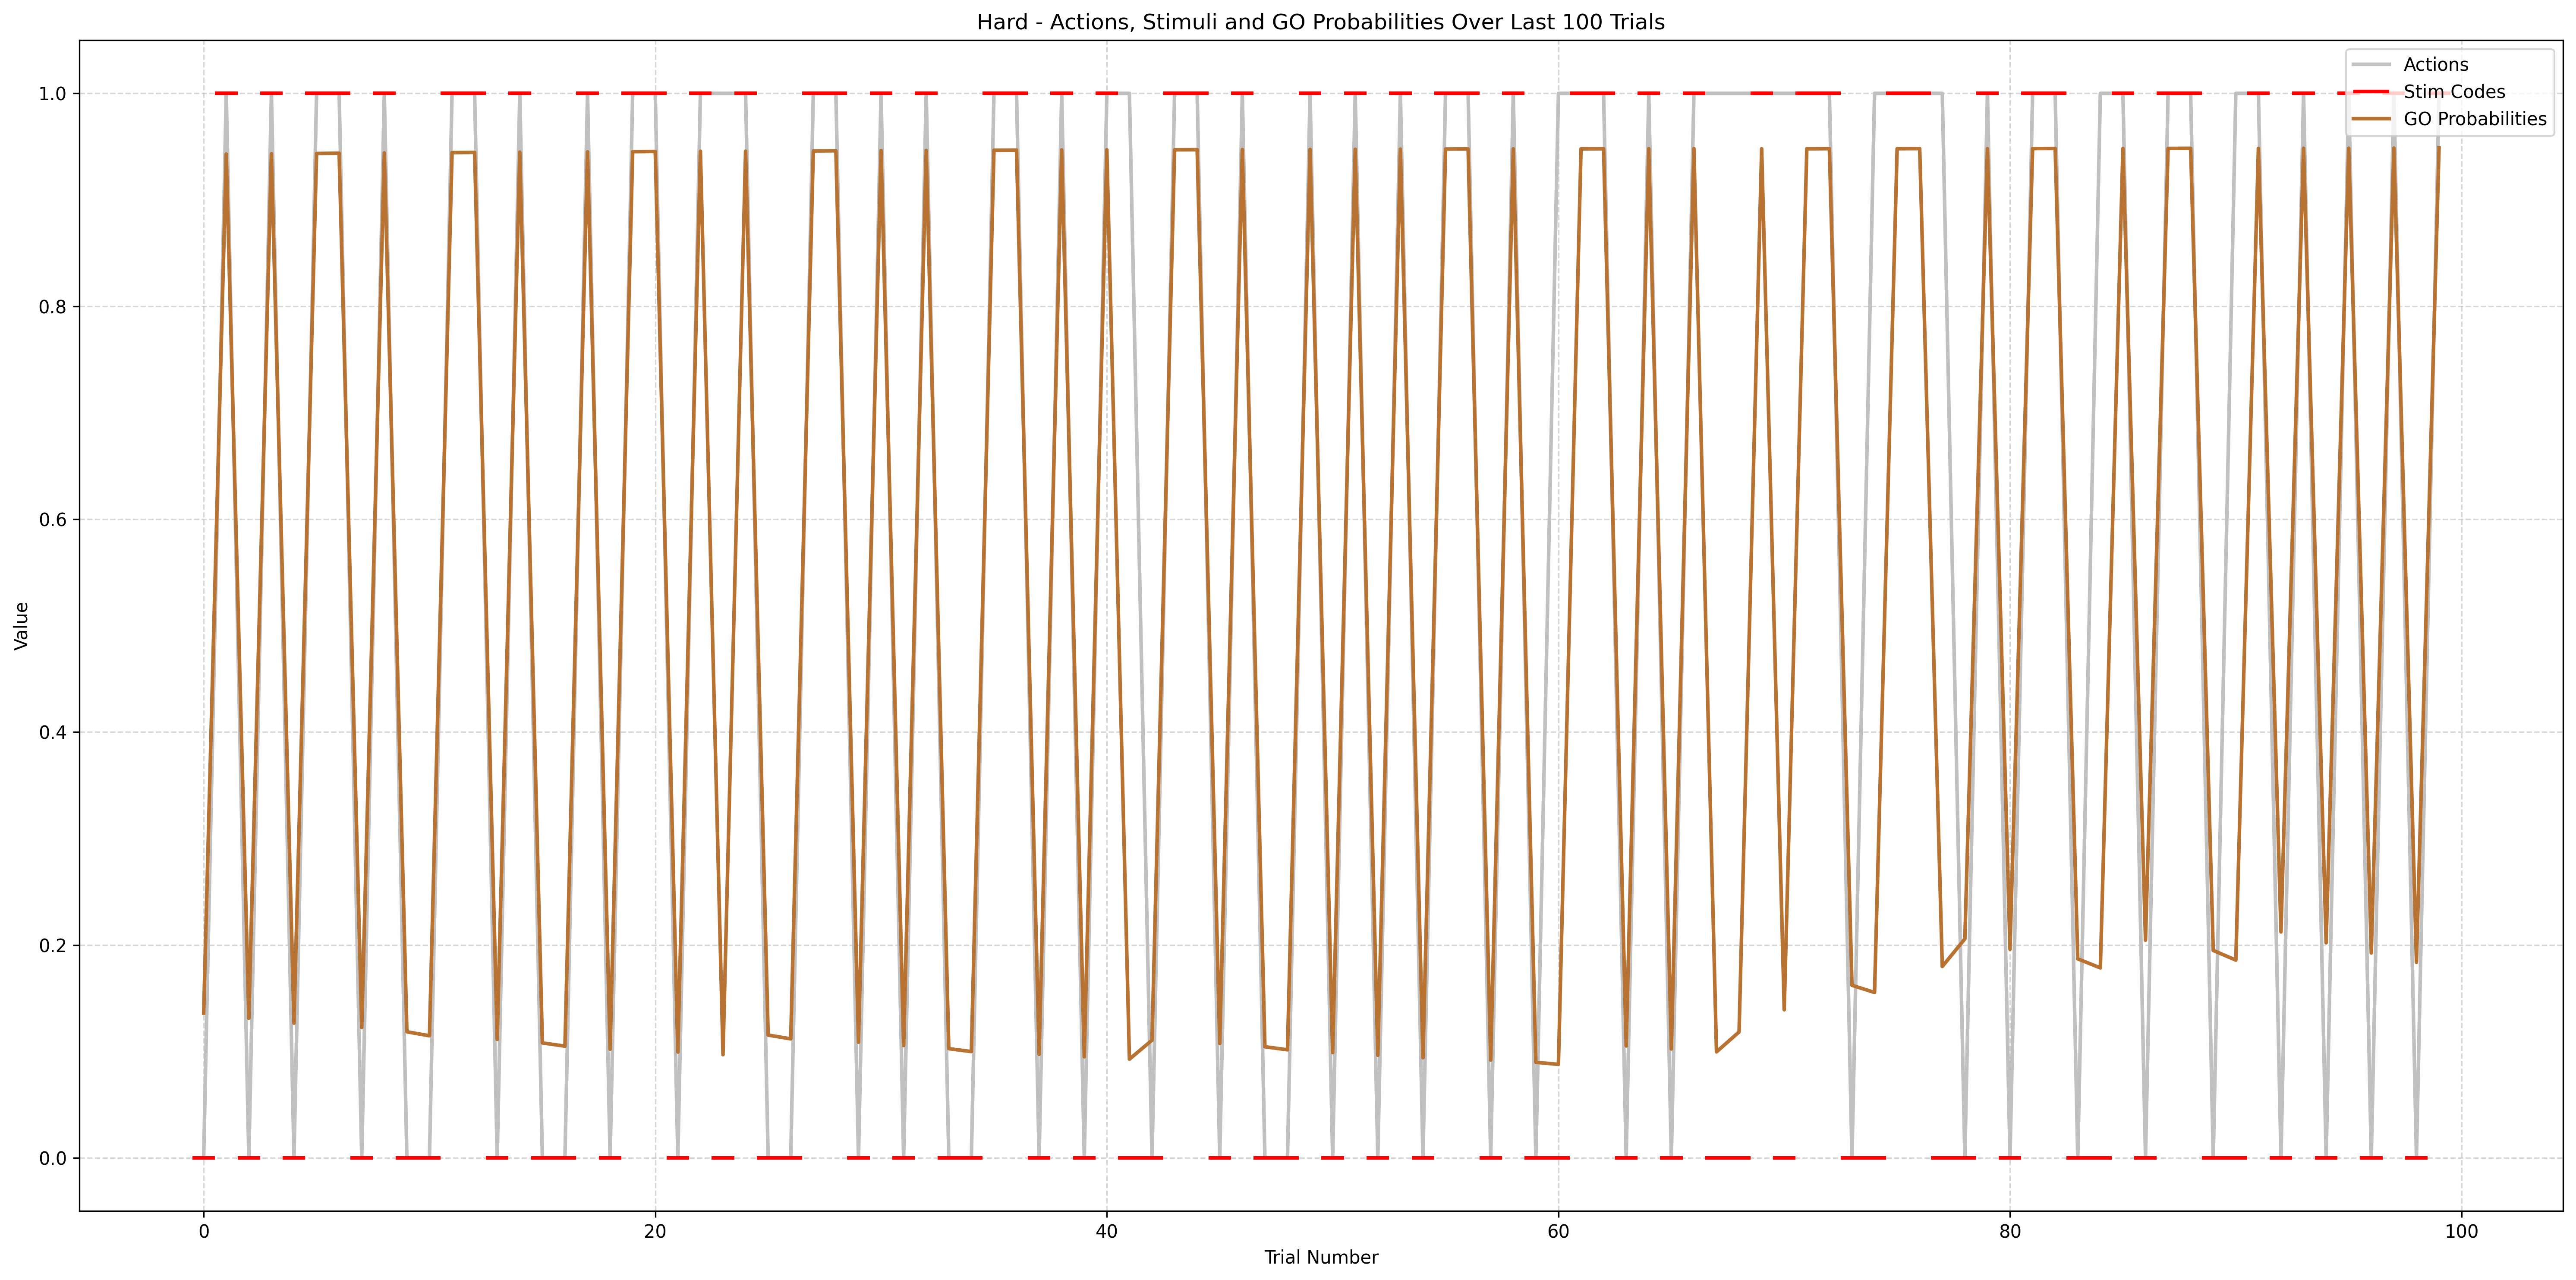 Hard - Actions, Stimuli and GO Probabilities Over Last 100 Trials
Actions
Stim Codes
GO Probabilities
1.0
0.8
0.6
0.4
0.2
0.0
Value
0 20 40 60 80 100
Trial Number